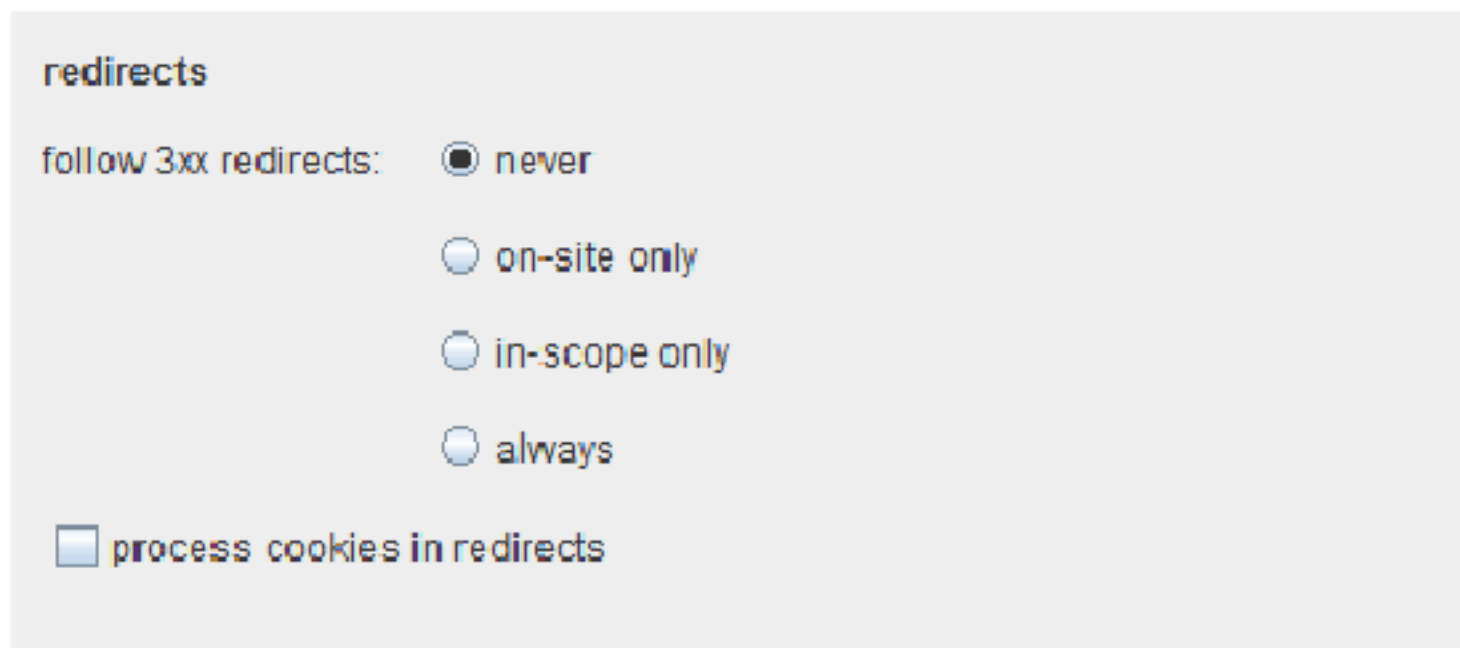 redirects
follow 3xx redirects: never
on-site only
in-scope only
always
process cookies in redirects